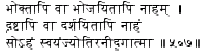 भोक्तापि वा भोजयितापि नाहम् ।
द्रष्टापि वा दर्शयितापि नाहं
सोऽहं स्वयंज्योतिरनीदृगात्मा ॥ ५०७॥